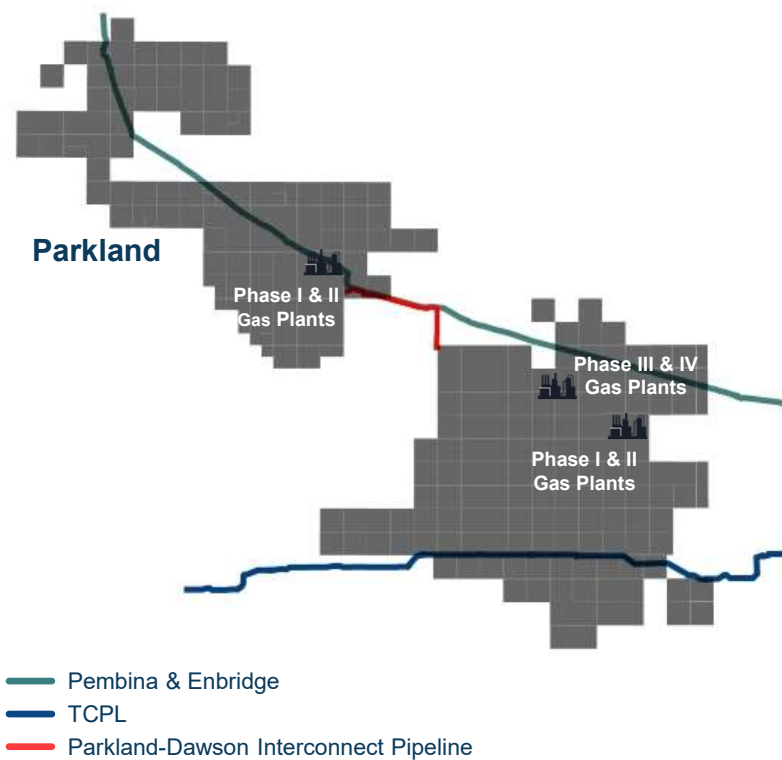 Parkland
Phase I & II
Gas Plants
Phase III & IV
Gas Plants
Phase I & II
Gas Plants
Pembina & Enbridge
TCPL
Parkland-Dawson Interconnect Pipeline